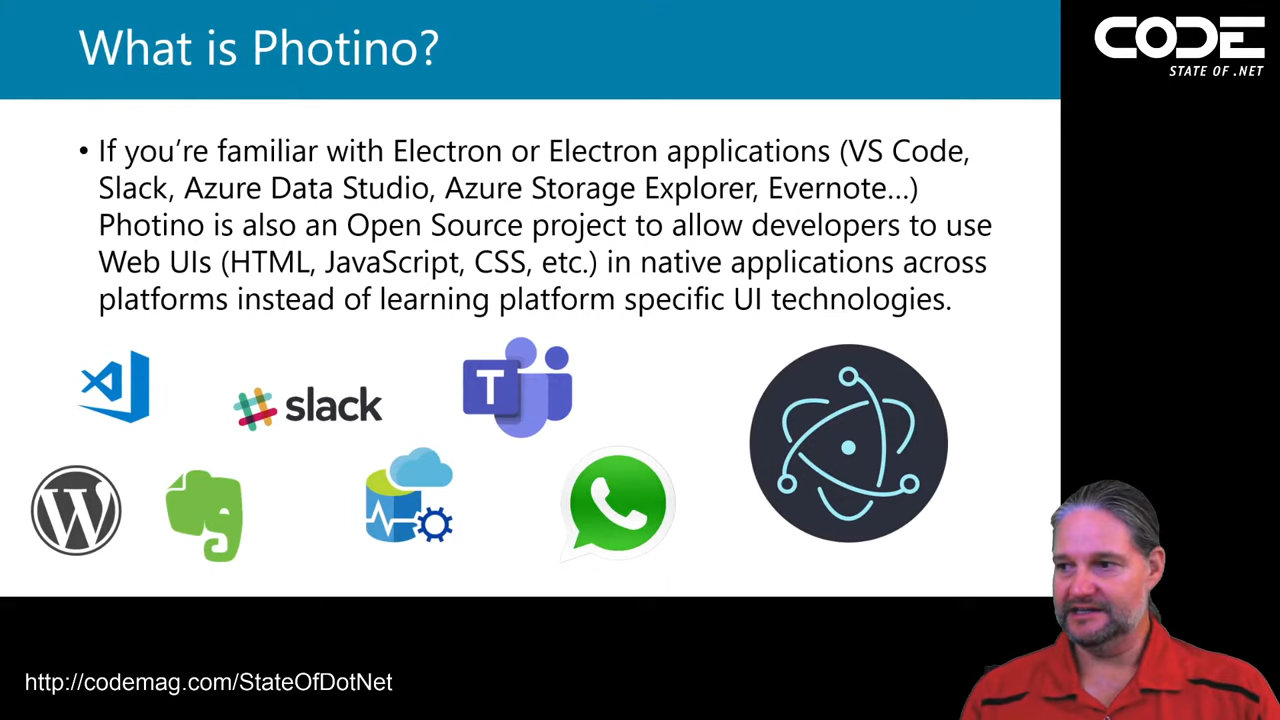 What is Photino?
CODE
STATE OF .NET
• If you're familiar with Electron or Electron applications (VS Code,
Slack, Azure Data Studio, Azure Storage Explorer, Evernote...)
Photino is also an Open Source project to allow developers to use
Web UIs (HTML, JavaScript, CSS, etc.) in native applications across
platforms instead of learning platform specific UI technologies.
slack
T
W
http://codemag.com/StateOfDotNet